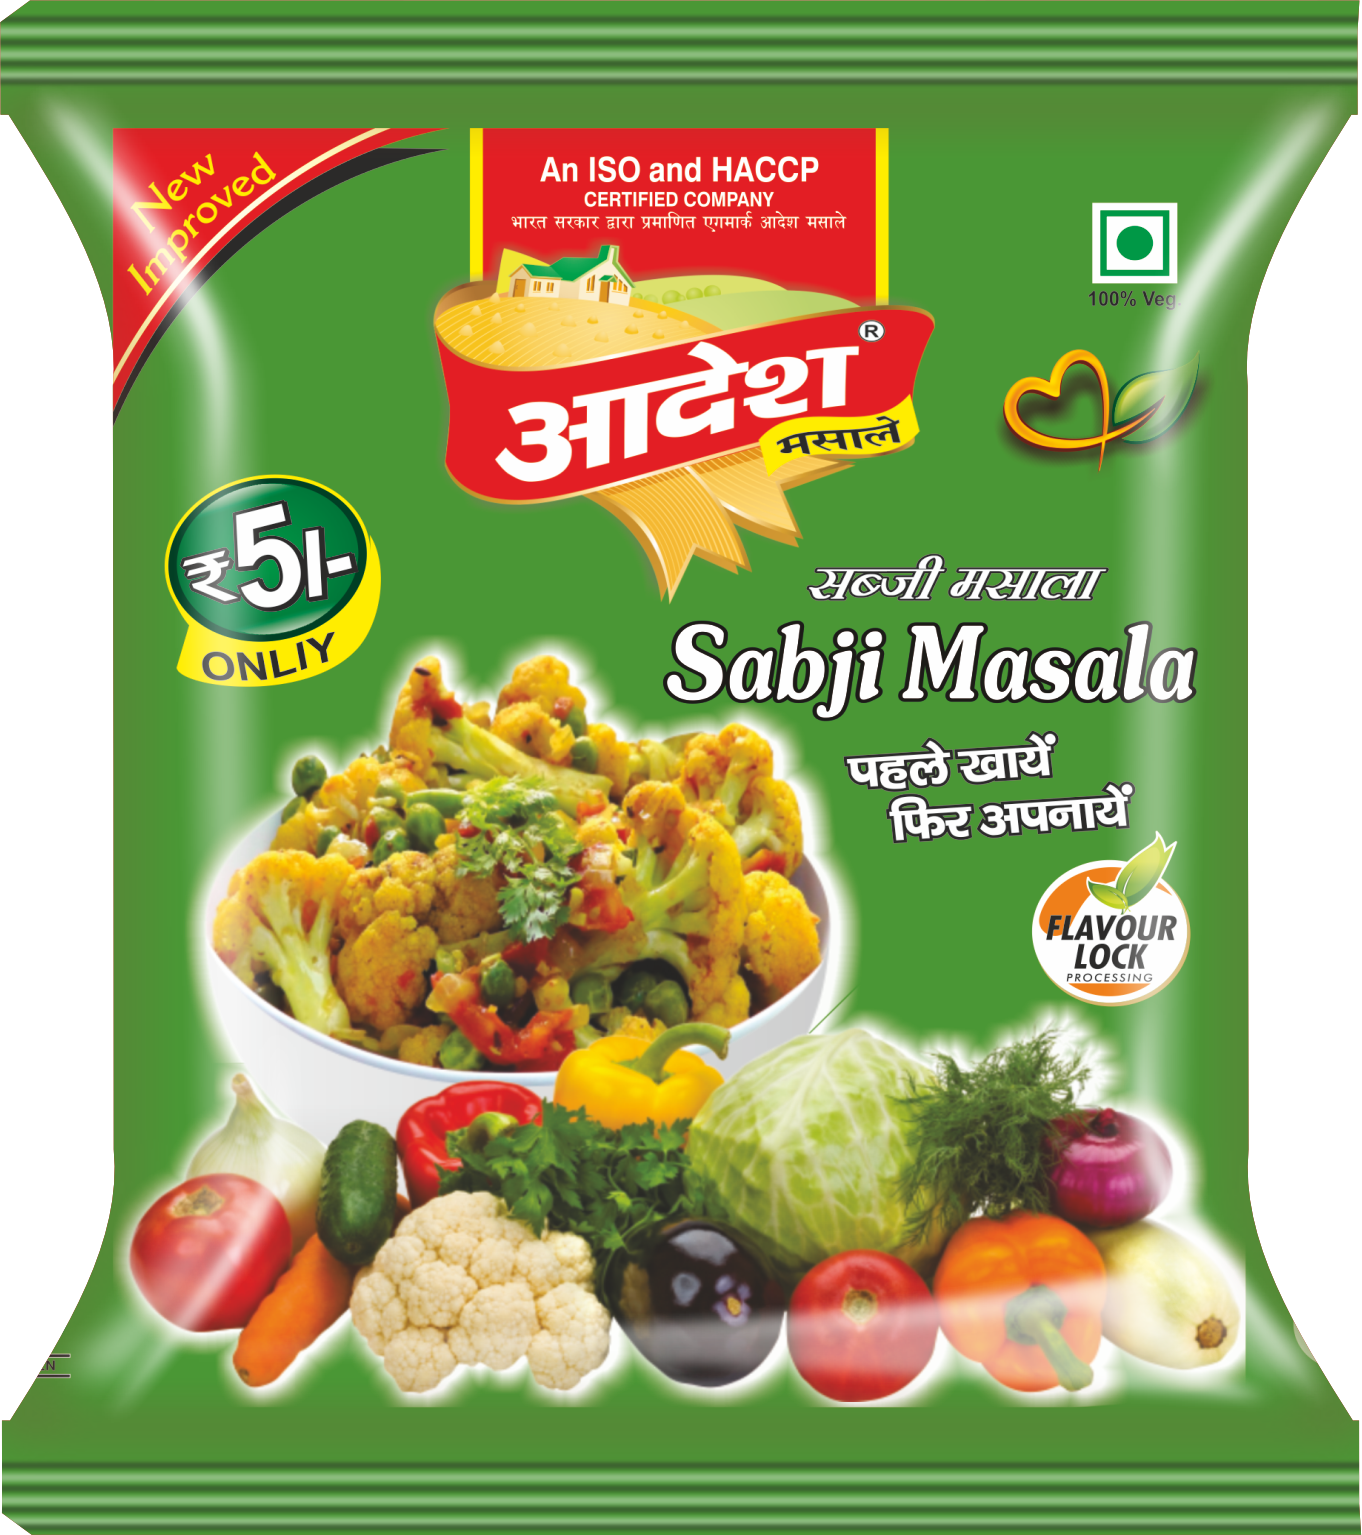 New
Improved
An ISO and HACCP
CERTIFIED COMPANY
भारत सरकार द्वारा प्रमाणित एगमार्क आदेश मसाले
100% Veg.
आदेश ®
मसाले
₹5/-
ONLIY
सब्जी मसाला
Sabji Masala
पहले खायें
फिर अपनायें
FLAVOUR
LOCK
PROCESSING